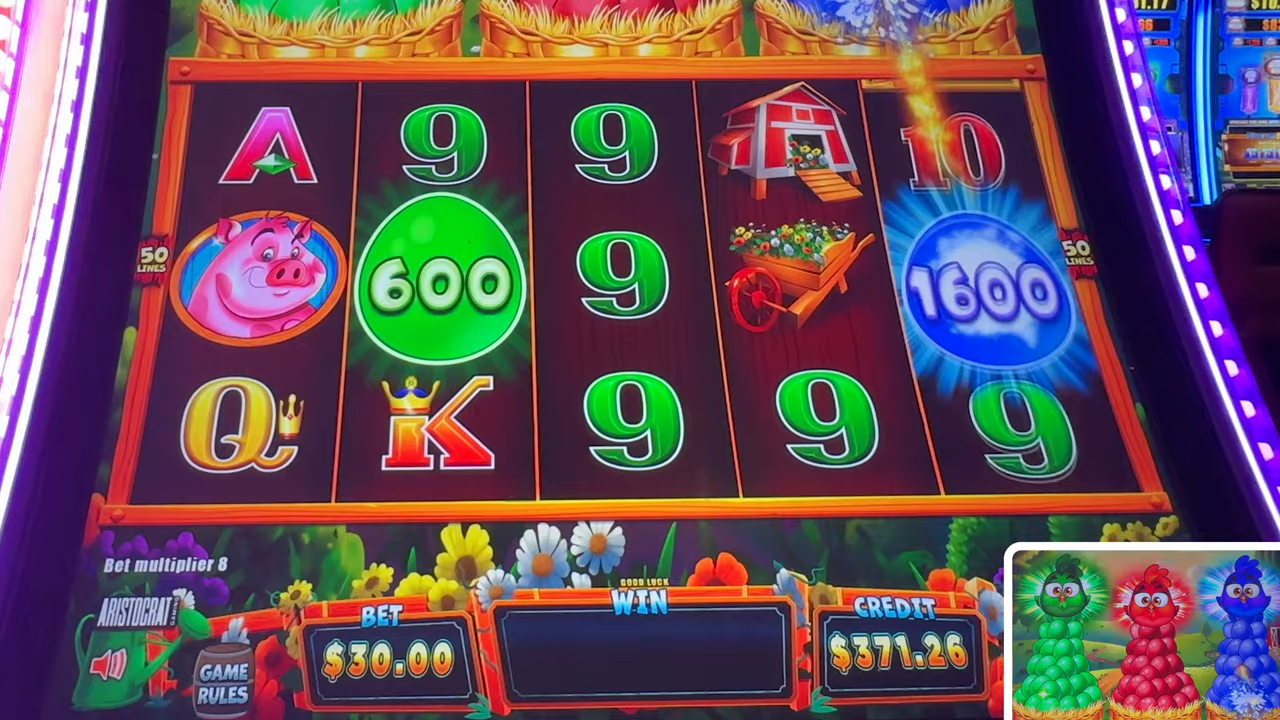 A 9 9 10
50 LINES 600 9 1600 50 LINES
Q K 9 9 9
Bet multiplier 8
GOOD LUCK
BET WIN CREDIT
ARISTOCRAT
$30.00 $371.26
GAME
RULES